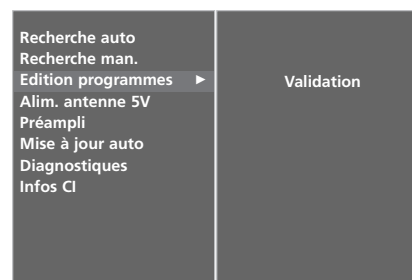 Recherche auto
Recherche man.
Edition programmes ►
Validation
Alim. antenne 5V
Préampli
Mise à jour auto
Diagnostiques
Infos CI